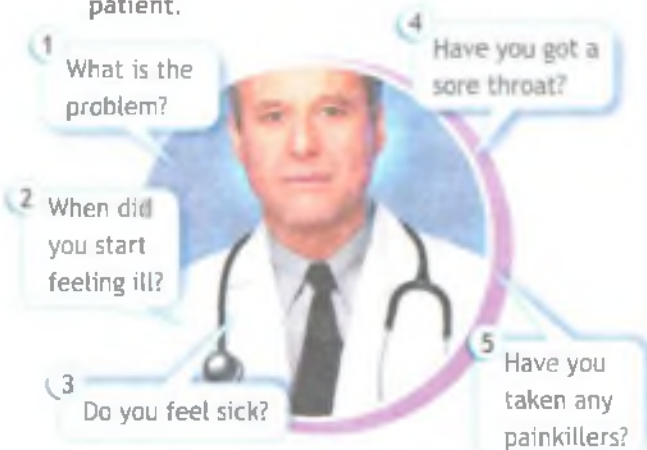 patient.
1
What is the
problem?
2
When did
you start
feeling ill?
3
Do you feel sick?
4
Have you got a
sore throat?
5
Have you
taken any
painkillers?